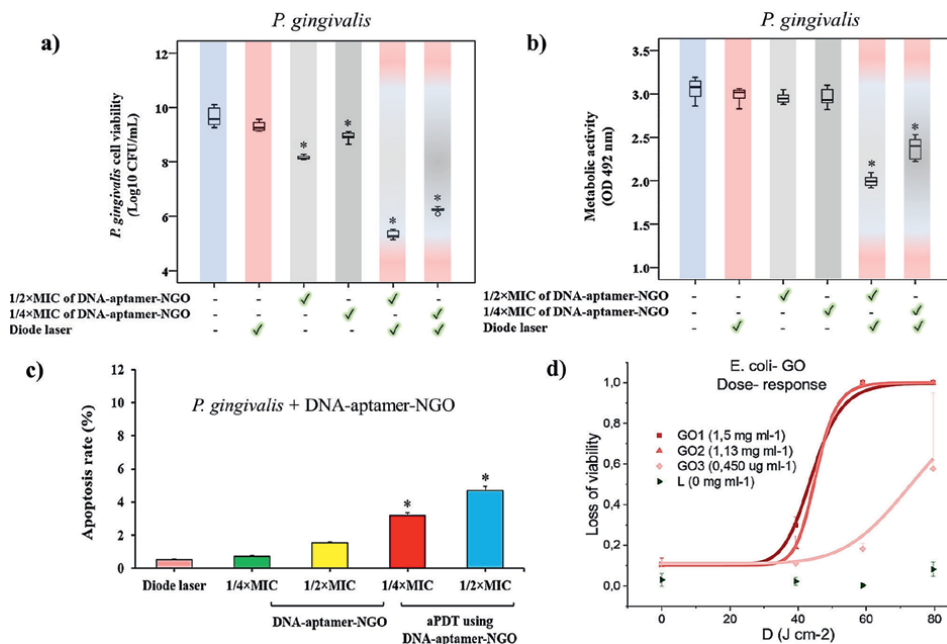 P. gingivalis
a)
12
10
8
6
4
P. gingivalis cell viability
(Log10 CFU/mL)
*
*
*
*
1/2×MIC of DNA-aptamer-NGO - - ✓ - ✓ -
1/4×MIC of DNA-aptamer-NGO - - - ✓ - ✓
Diode laser - ✓ - - ✓ ✓
P. gingivalis
b)
3.5
3.0
2.5
2.0
1.5
1.0
Metabolic activity
(OD 492 nm)
*
*
1/2×MIC of DNA-aptamer-NGO - - ✓ - ✓ -
1/4×MIC of DNA-aptamer-NGO - - - ✓ - ✓
Diode laser - ✓ - - ✓ ✓
c)
12
10
8
6
4
2
0
Apoptosis rate (%)
P. gingivalis + DNA-aptamer-NGO
*
*
Diode laser 1/4×MIC 1/2×MIC 1/4×MIC 1/2×MIC
DNA-aptamer-NGO
aPDT using
DNA-aptamer-NGO
d)
E. coli- GO
Dose- response
GO1 (1,5 mg ml-1)
GO2 (1,13 mg ml-1)
GO3 (0,450 ug ml-1)
L (0 mg ml-1)
1,0
0,8
0,6
0,4
0,2
0,0
Loss of viability
0 20 40 60 80
D (J cm-2)